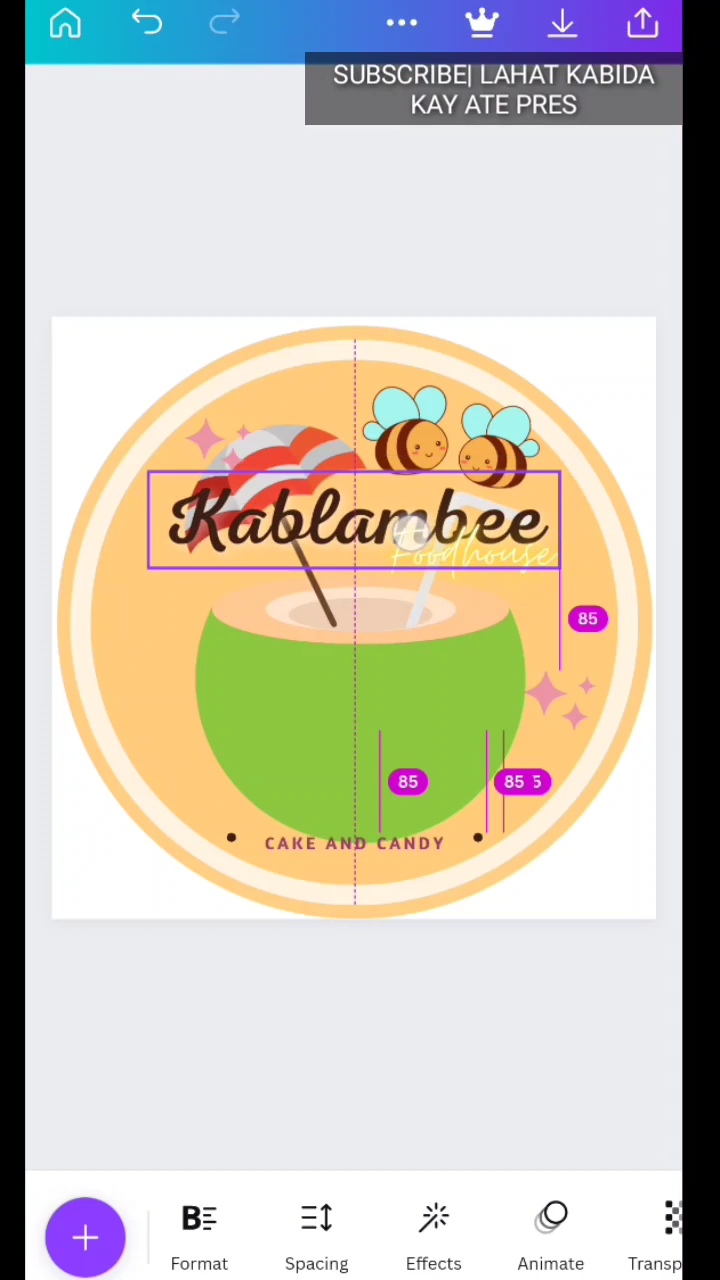 SUBSCRIBE| LAHAT KABIDA
KAY ATE PRES
Kablambee
Foodhouse
85
85
85 5
CAKE AND CANDY
B
Format
Spacing
Effects
Animate
Transp